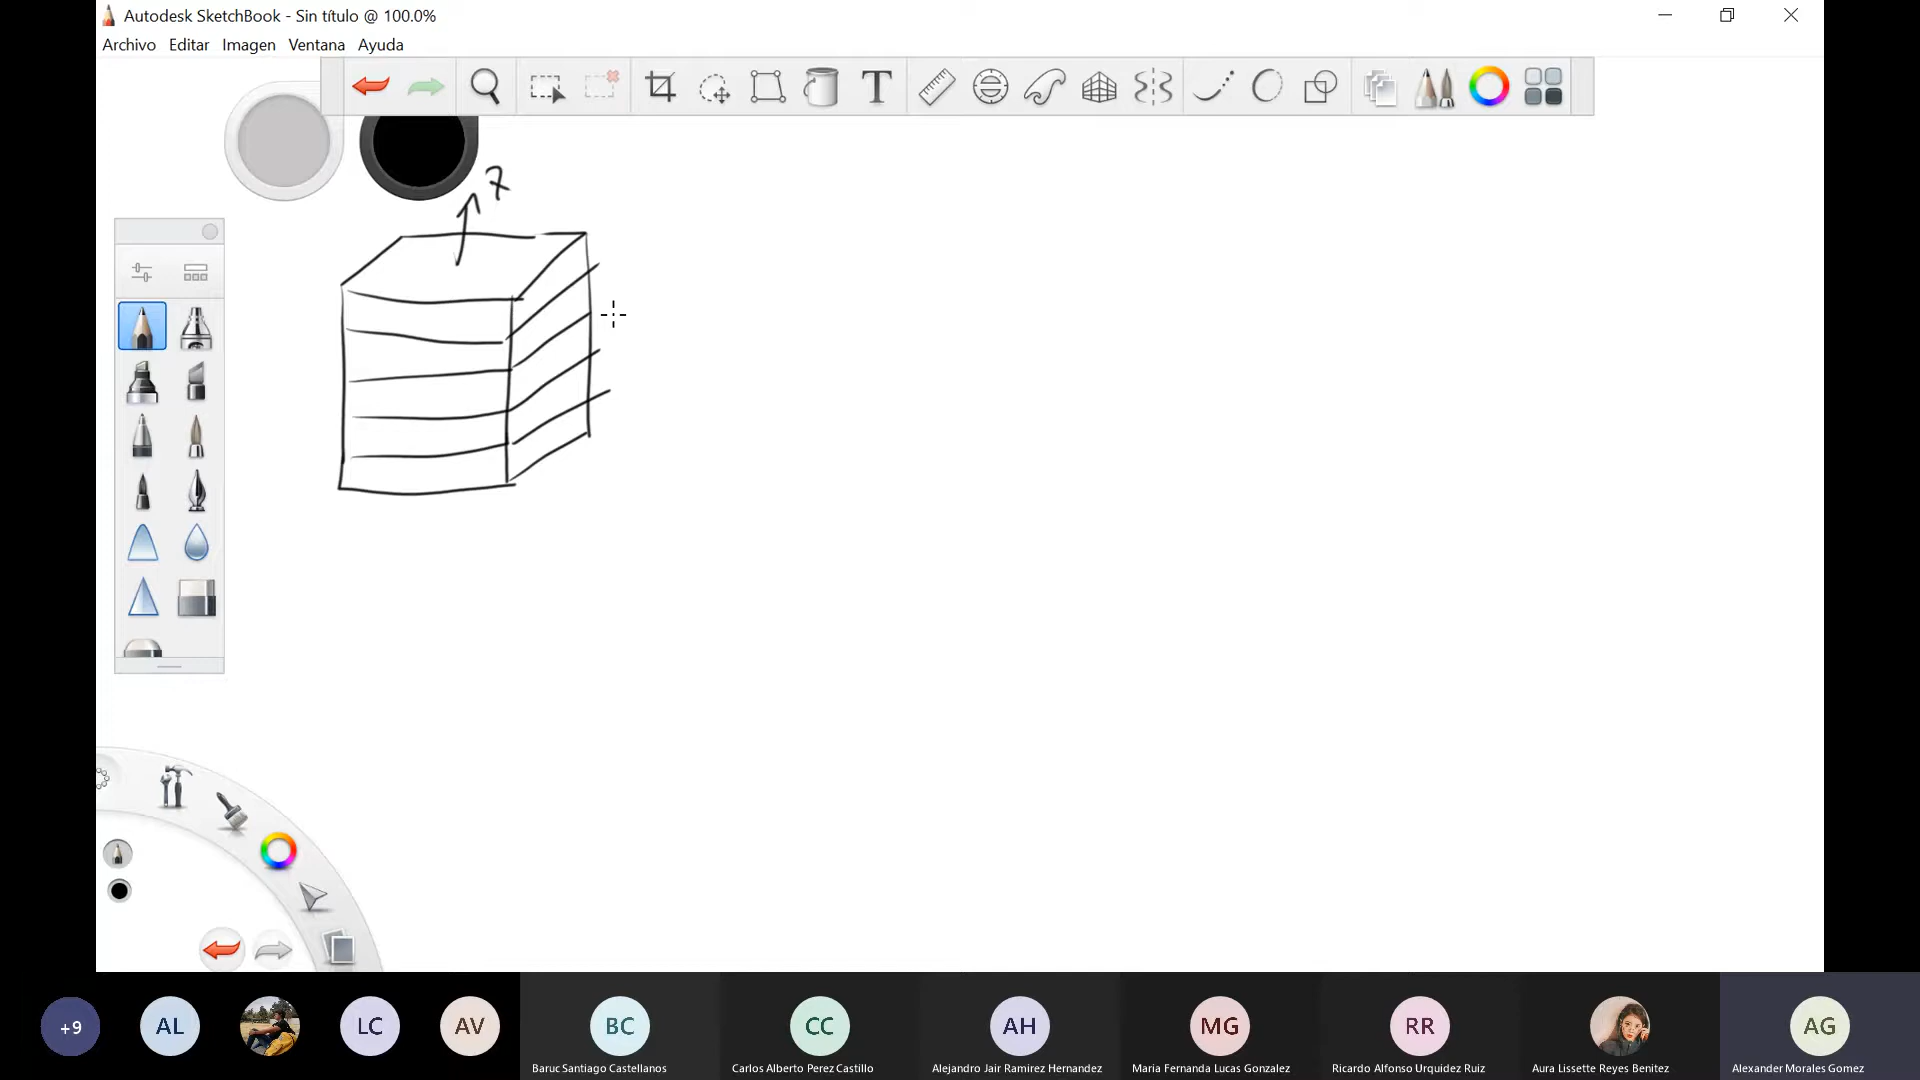 Autodesk SketchBook - Sin título @ 100.0%
Archivo Editar Imagen Ventana Ayuda
T
z
+9 AL LC AV BC CC AH MG RR AG
Baruc Santiago Castellanos Carlos Alberto Perez Castillo Alejandro Jair Ramirez Hernandez Maria Fernanda Lucas Gonzalez Ricardo Alfonso Urquidez Ruiz Aura Lissette Reyes Benitez Alexander Morales Gomez